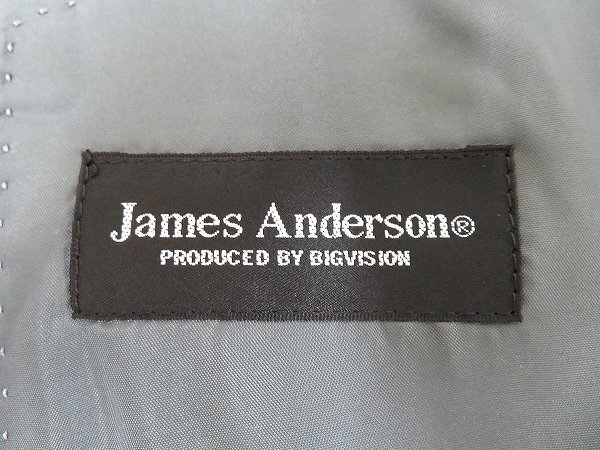 James Anderson®
PRODUCED BY BIGVISION